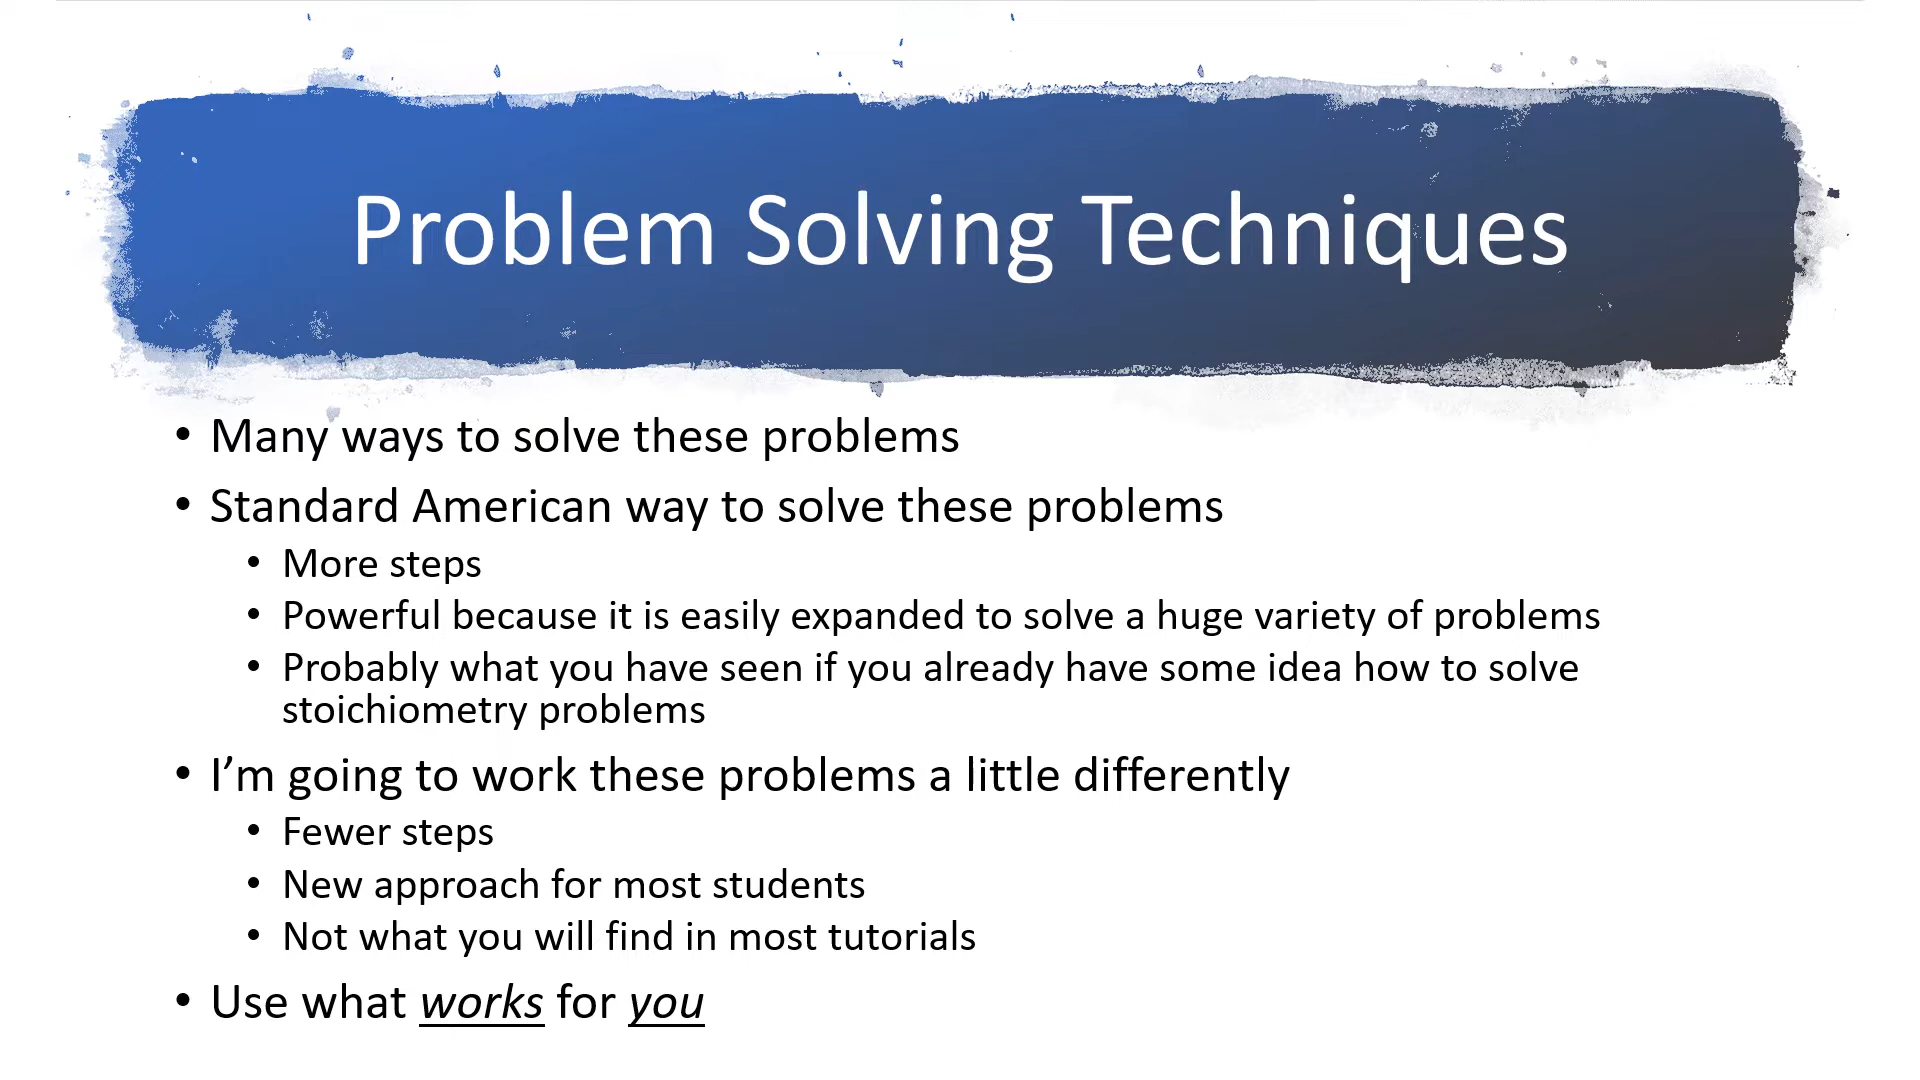 Problem Solving Techniques
• Many ways to solve these problems
• Standard American way to solve these problems
• More steps
• Powerful because it is easily expanded to solve a huge variety of problems
• Probably what you have seen if you already have some idea how to solve
stoichiometry problems
• I’m going to work these problems a little differently
• Fewer steps
• New approach for most students
• Not what you will find in most tutorials
• Use what works for you